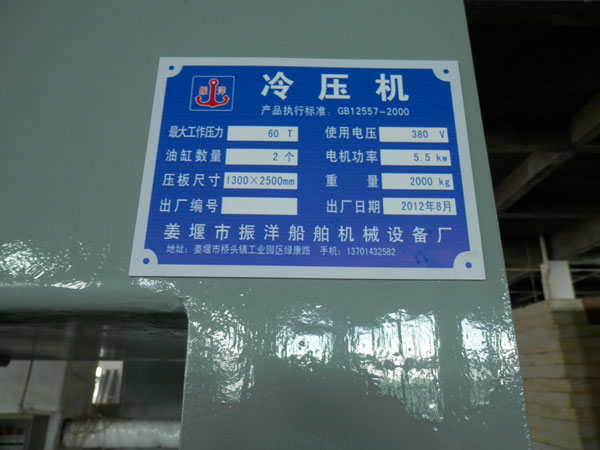 振 洋
冷压机
产品执行标准: GB12557-2000
最大工作压力 60 T 使用电压 380 V
油缸数量 2 个 电机功率 5.5 kw
压板尺寸 1300×2500mm 重量 2000 kg
出厂编号 出厂日期 2012年8月
姜堰市振洋船舶机械设备厂
地址: 姜堰市桥头镇工业园区绿康路 手机: 13701432582